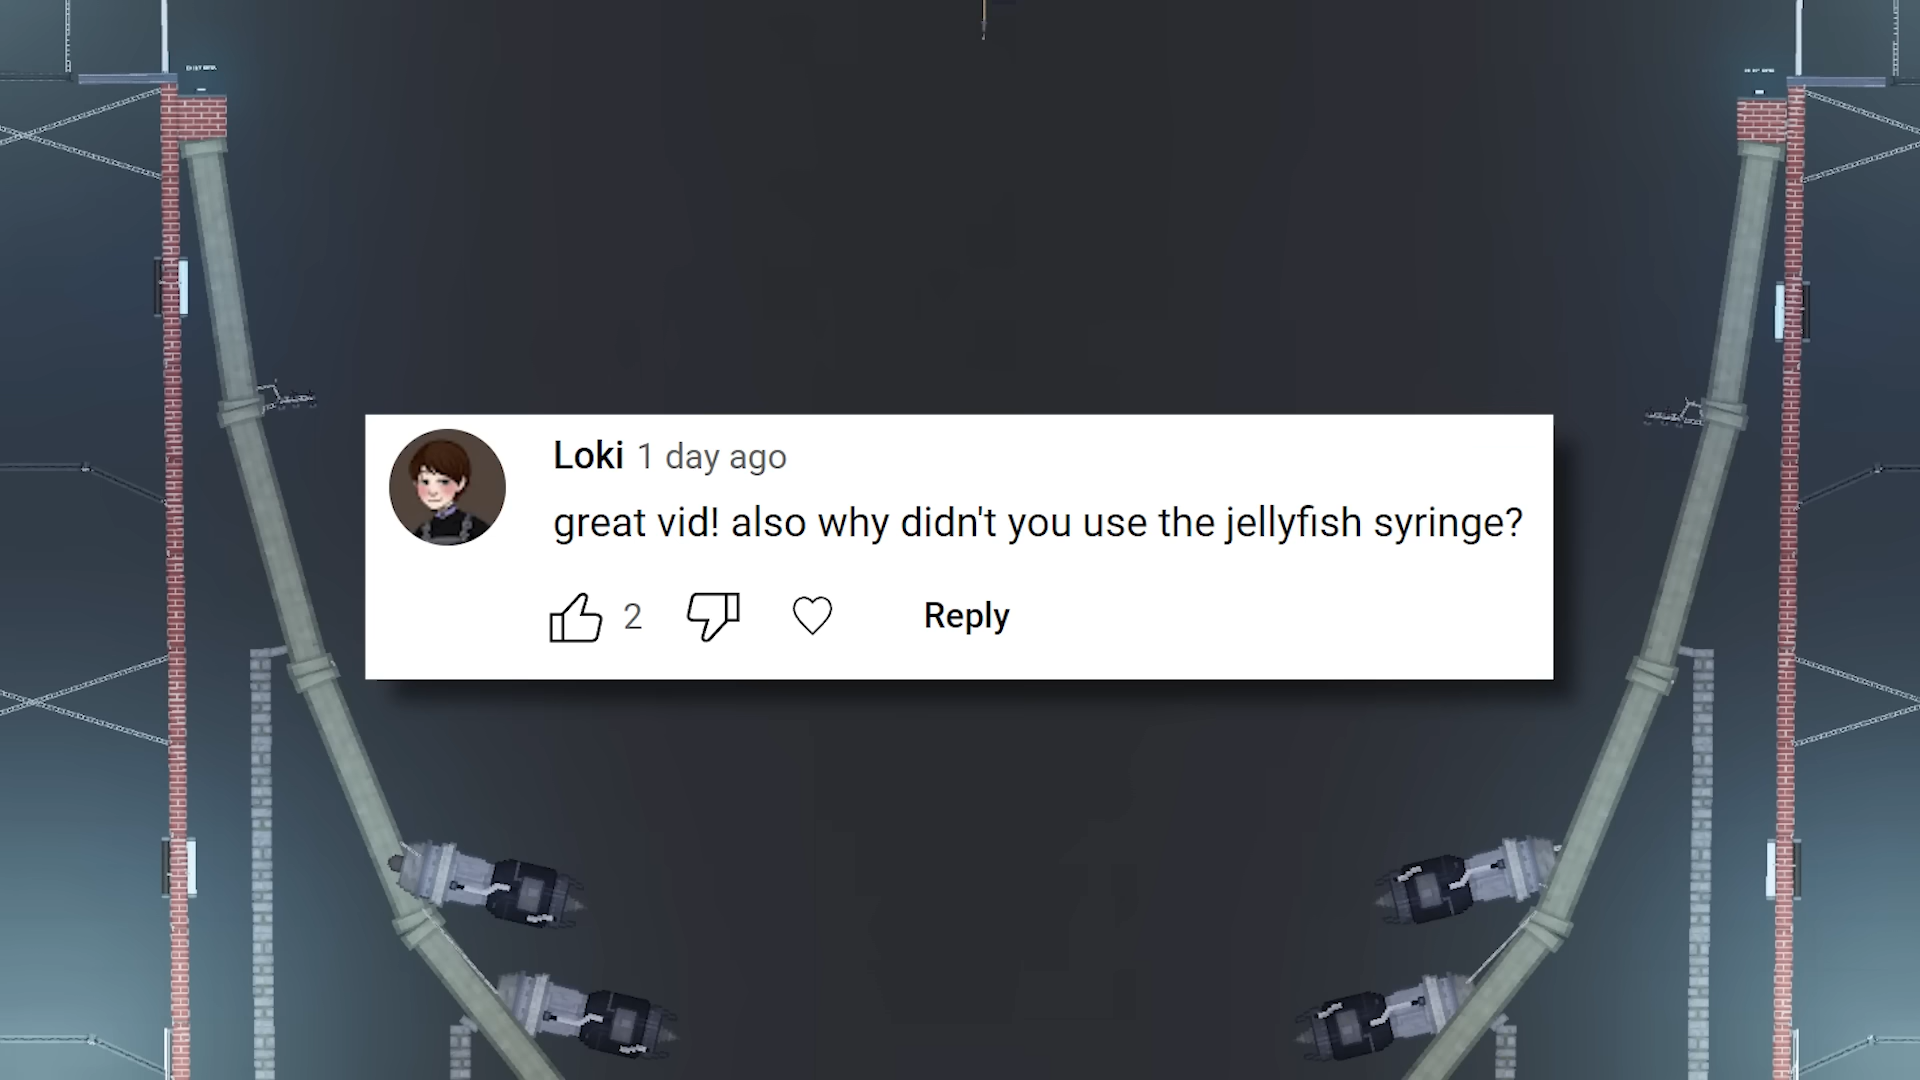 Loki 1 day ago
great vid! also why didn't you use the jellyfish syringe?
2
Reply